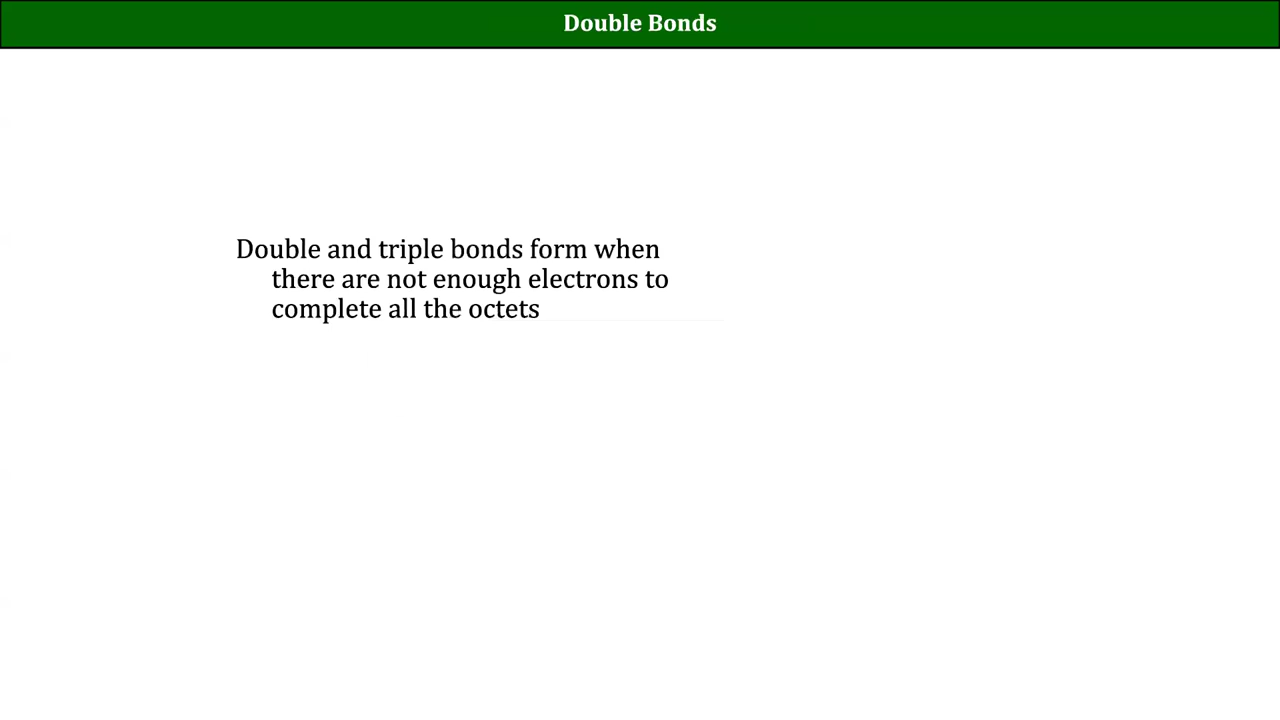 Double Bonds
Double and triple bonds form when
there are not enough electrons to
complete all the octets